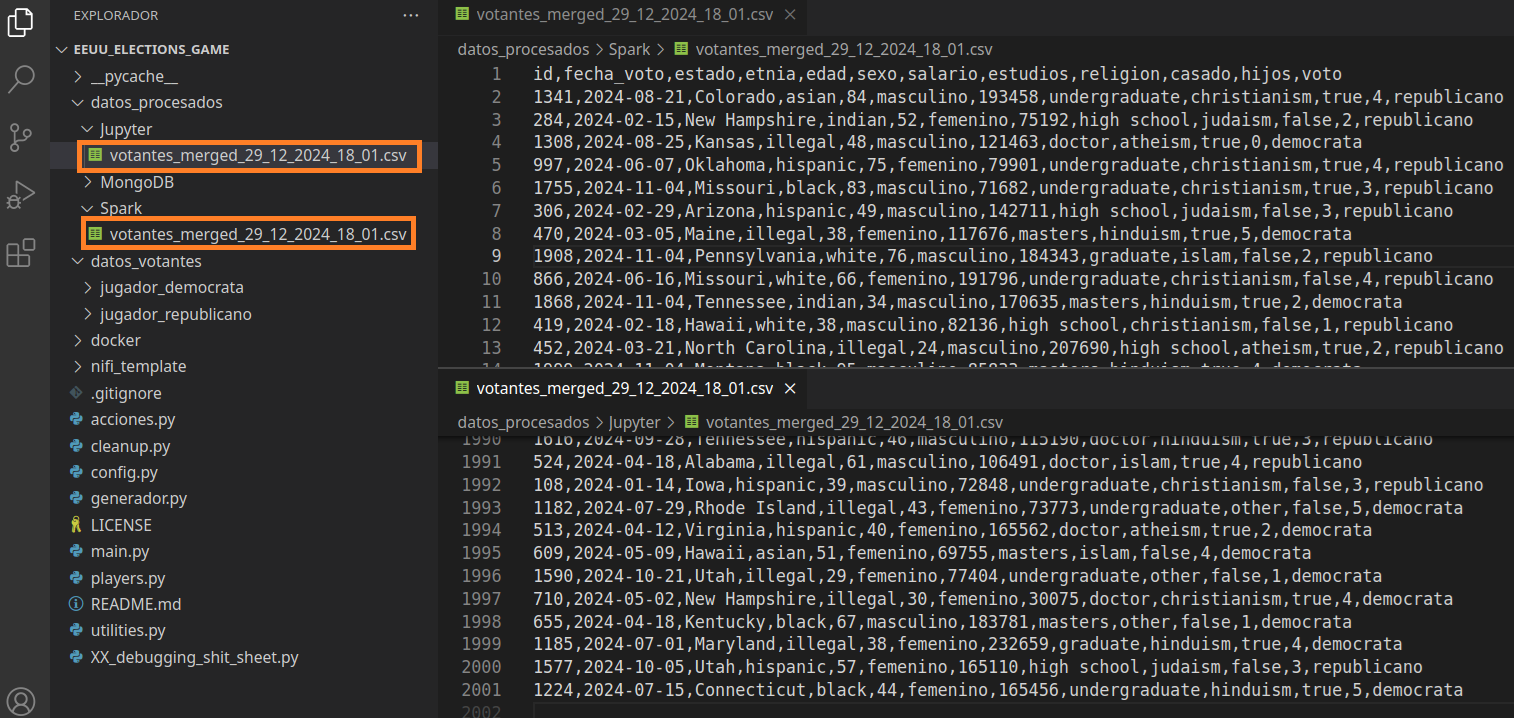 EXPLORADOR
EEUU_ELECTIONS_GAME
__pycache__
datos_procesados
Jupyter
votantes_merged_29_12_2024_18_01.csv
MongoDB
Spark
votantes_merged_29_12_2024_18_01.csv
datos_votantes
jugador_democrata
jugador_republicano
docker
nifi_template
.gitignore
acciones.py
cleanup.py
config.py
generador.py
LICENSE
main.py
players.py
README.md
utilities.py
XX_debugging_shit_sheet.py
votantes_merged_29_12_2024_18_01.csv
datos_procesados > Spark > votantes_merged_29_12_2024_18_01.csv
1 id,fecha_voto,estado,etnia,edad,sexo,salario,estudios,religion,casado,hijos,voto
2 1341,2024-08-21,Colorado,asian,84,masculino,193458,undergraduate,christianism,true,4,republicano
3 284,2024-02-15,New Hampshire,indian,52,femenino,75192,high school,judaism,false,2,republicano
4 1308,2024-08-25,Kansas,illegal,48,masculino,121463,doctor,atheism,true,0,democrata
5 997,2024-06-07,Oklahoma,hispanic,75,femenino,79901,undergraduate,christianism,true,4,republicano
6 1755,2024-11-04,Missouri,black,83,masculino,71682,undergraduate,christianism,true,3,republicano
7 306,2024-02-29,Arizona,hispanic,49,masculino,142711,high school,judaism,false,3,republicano
8 470,2024-03-05,Maine,illegal,38,femenino,117676,masters,hinduism,true,5,democrata
9 1908,2024-11-04,Pennsylvania,white,76,masculino,184343,graduate,islam,false,2,republicano
10 866,2024-06-16,Missouri,white,66,femenino,191796,undergraduate,christianism,false,4,republicano
11 1868,2024-11-04,Tennessee,indian,34,masculino,170635,masters,hinduism,true,2,democrata
12 419,2024-02-18,Hawaii,white,38,masculino,82136,high school,christianism,false,1,republicano
13 452,2024-03-21,North Carolina,illegal,24,masculino,207690,high school,atheism,true,2,republicano
votantes_merged_29_12_2024_18_01.csv
datos_procesados > Jupyter > votantes_merged_29_12_2024_18_01.csv
1990 1616,2024-09-28,Tennessee,hispanic,46,masculino,115190,doctor,hinduism,true,3,republicano
1991 524,2024-04-18,Alabama,illegal,61,masculino,106491,doctor,islam,true,4,republicano
1992 108,2024-01-14,Iowa,hispanic,39,masculino,72848,undergraduate,christianism,false,3,republicano
1993 1182,2024-07-29,Rhode Island,illegal,43,femenino,73773,undergraduate,other,false,5,democrata
1994 513,2024-04-12,Virginia,hispanic,40,femenino,165562,doctor,atheism,true,2,democrata
1995 609,2024-05-09,Hawaii,asian,51,femenino,69755,masters,islam,false,4,democrata
1996 1590,2024-10-21,Utah,illegal,29,femenino,77404,undergraduate,other,false,1,democrata
1997 710,2024-05-02,New Hampshire,illegal,30,femenino,30075,doctor,christianism,true,4,democrata
1998 655,2024-04-18,Kentucky,black,67,masculino,183781,masters,other,false,1,democrata
1999 1185,2024-07-01,Maryland,illegal,38,femenino,232659,graduate,hinduism,true,4,democrata
2000 1577,2024-10-05,Utah,hispanic,57,femenino,165110,high school,judaism,false,3,republicano
2001 1224,2024-07-15,Connecticut,black,44,femenino,165456,undergraduate,hinduism,true,5,democrata
2002